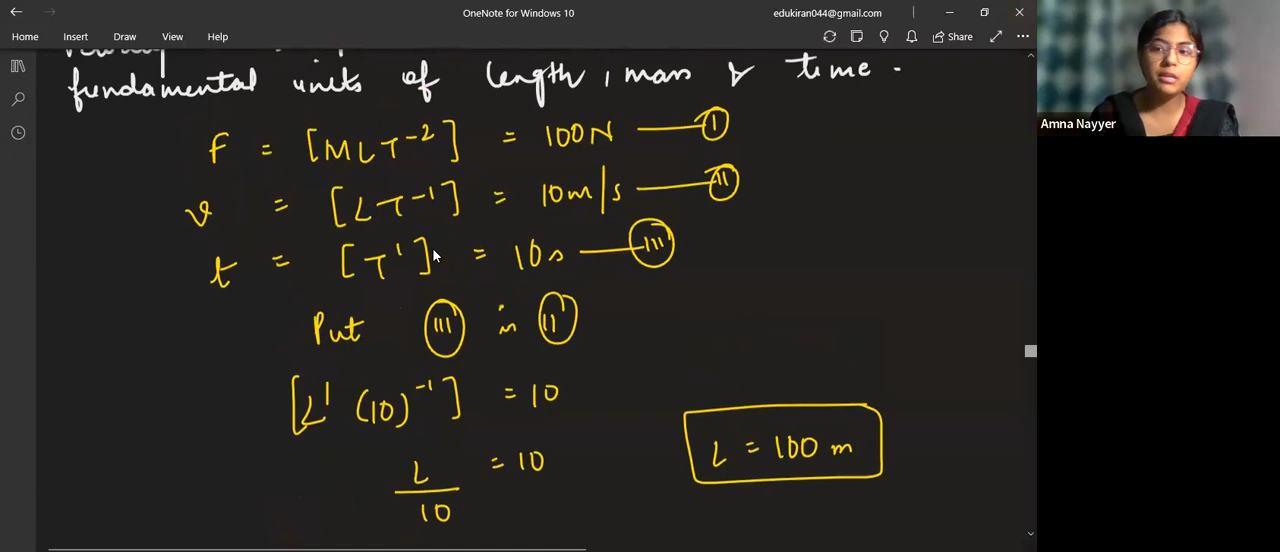 OneNote for Windows 10
edukiran044@gmail.com
Home Insert Draw View Help
Share
fundamental units of length, mass & time.
f = [MLT⁻²] = 100N — I
v = [LT⁻¹] = 10m/s — II
t = [T¹] = 10s — III
Put III in II
[L¹ (10)⁻¹] = 10
L/10 = 10
L = 100 m
Amna Nayyer